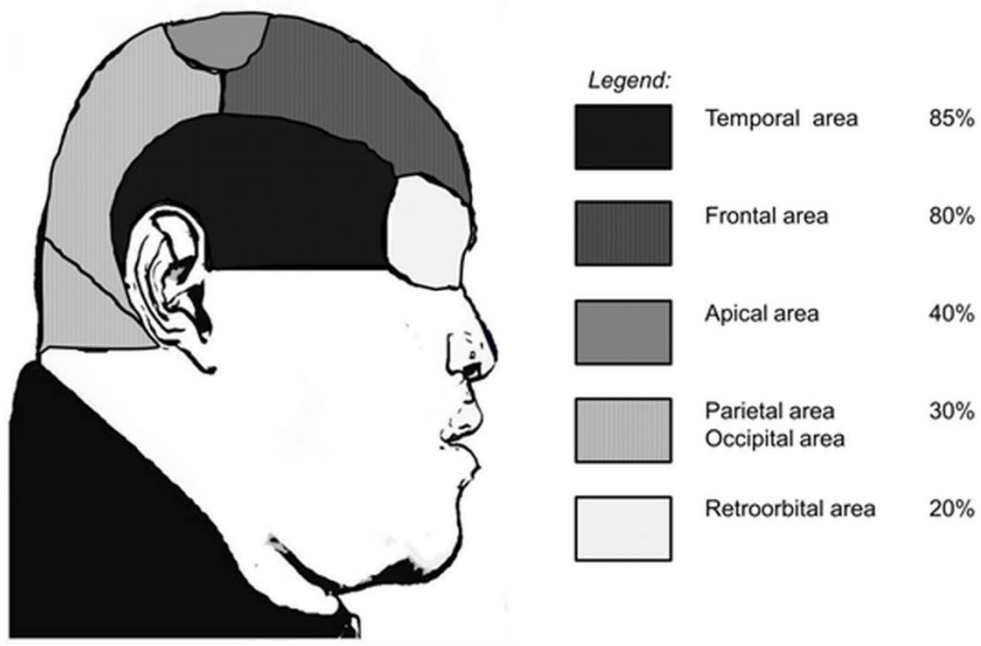 Legend:
Temporal area 85%
Frontal area 80%
Apical area 40%
Parietal area 30%
Occipital area
Retroorbital area 20%